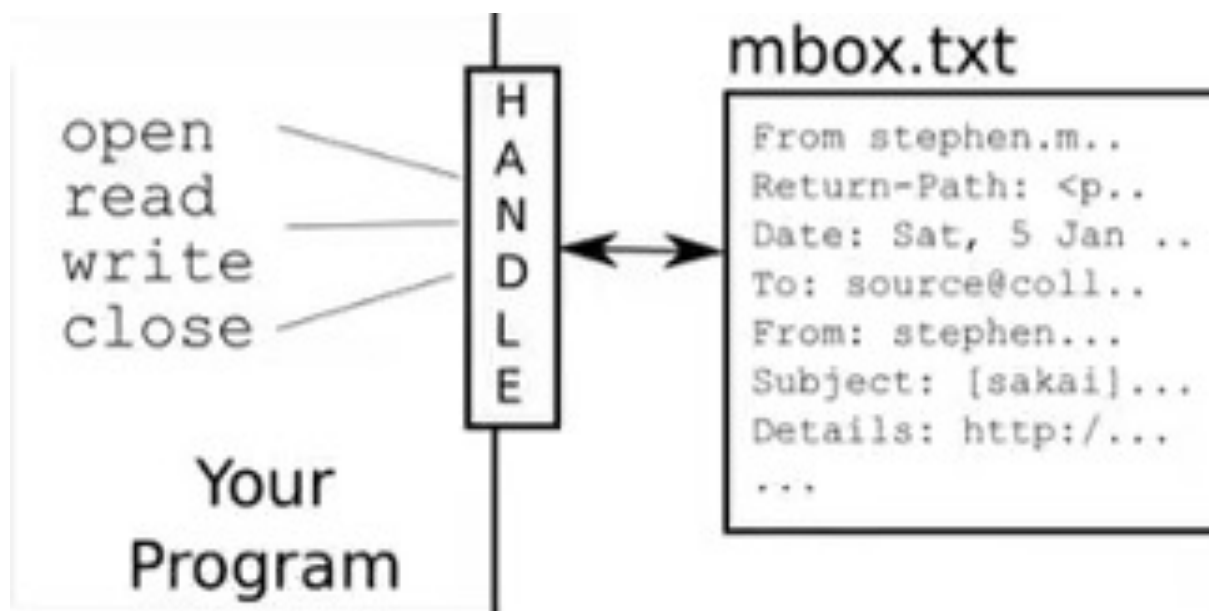 open
read
write
close
Your
Program
HANDLE
mbox.txt
From stephen.m..
Return-Path: <p..
Date: Sat, 5 Jan ..
To: source@coll..
From: stephen...
Subject: [sakai]...
Details: http:/...
...